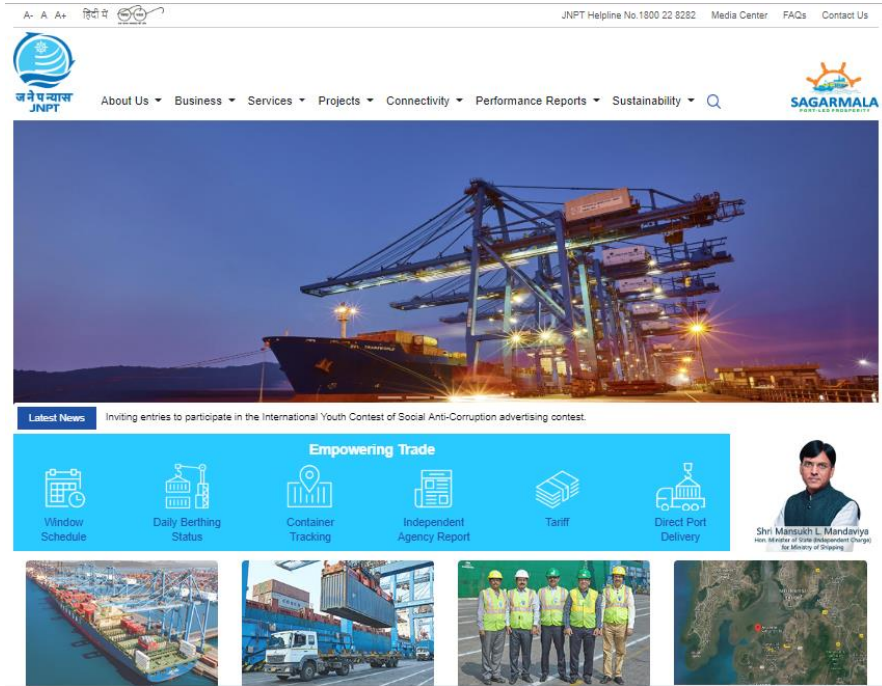 A- A A+ हिंदी में JNPT Helpline No.1800 22 8282 Media Center FAQs Contact Us
जनेपन्यास
JNPT
About Us Business Services Projects Connectivity Performance Reports Sustainability
SAGARMALA
PORT-LED PROSPERITY
Latest News Inviting entries to participate in the International Youth Contest of Social Anti-Corruption advertising contest.
Empowering Trade
Window Schedule
Daily Berthing Status
Container Tracking
Independent Agency Report
Tariff
Direct Port Delivery
Shri Mansukh L. Mandaviya
Hon. Minister of State (Independent Charge)
for Ministry of Shipping